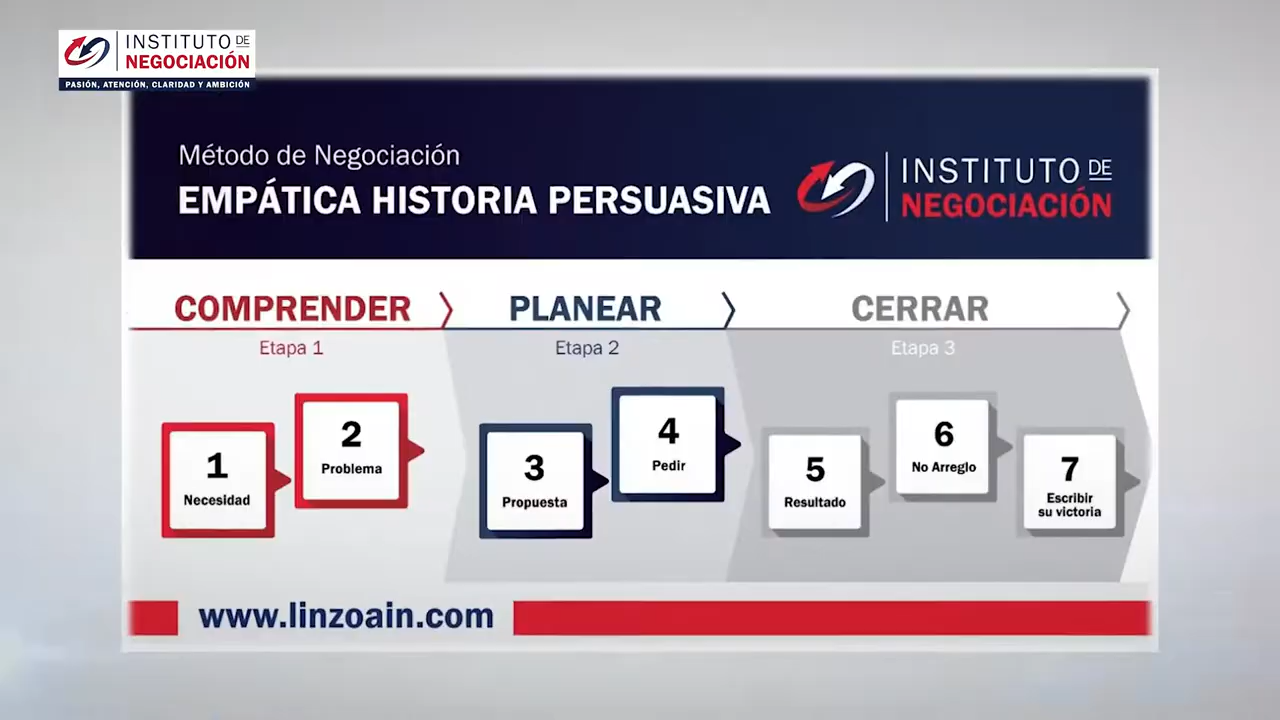 INSTITUTO DE
NEGOCIACIÓN
PASIÓN, ATENCIÓN, CLARIDAD Y AMBICIÓN
Método de Negociación
EMPÁTICA HISTORIA PERSUASIVA
INSTITUTO DE
NEGOCIACIÓN
COMPRENDER
PLANEAR
CERRAR
Etapa 1
Etapa 2
Etapa 3
1
Necesidad
2
Problema
3
Propuesta
4
Pedir
5
Resultado
6
No Arreglo
7
Escribir
su victoria
www.linzoain.com